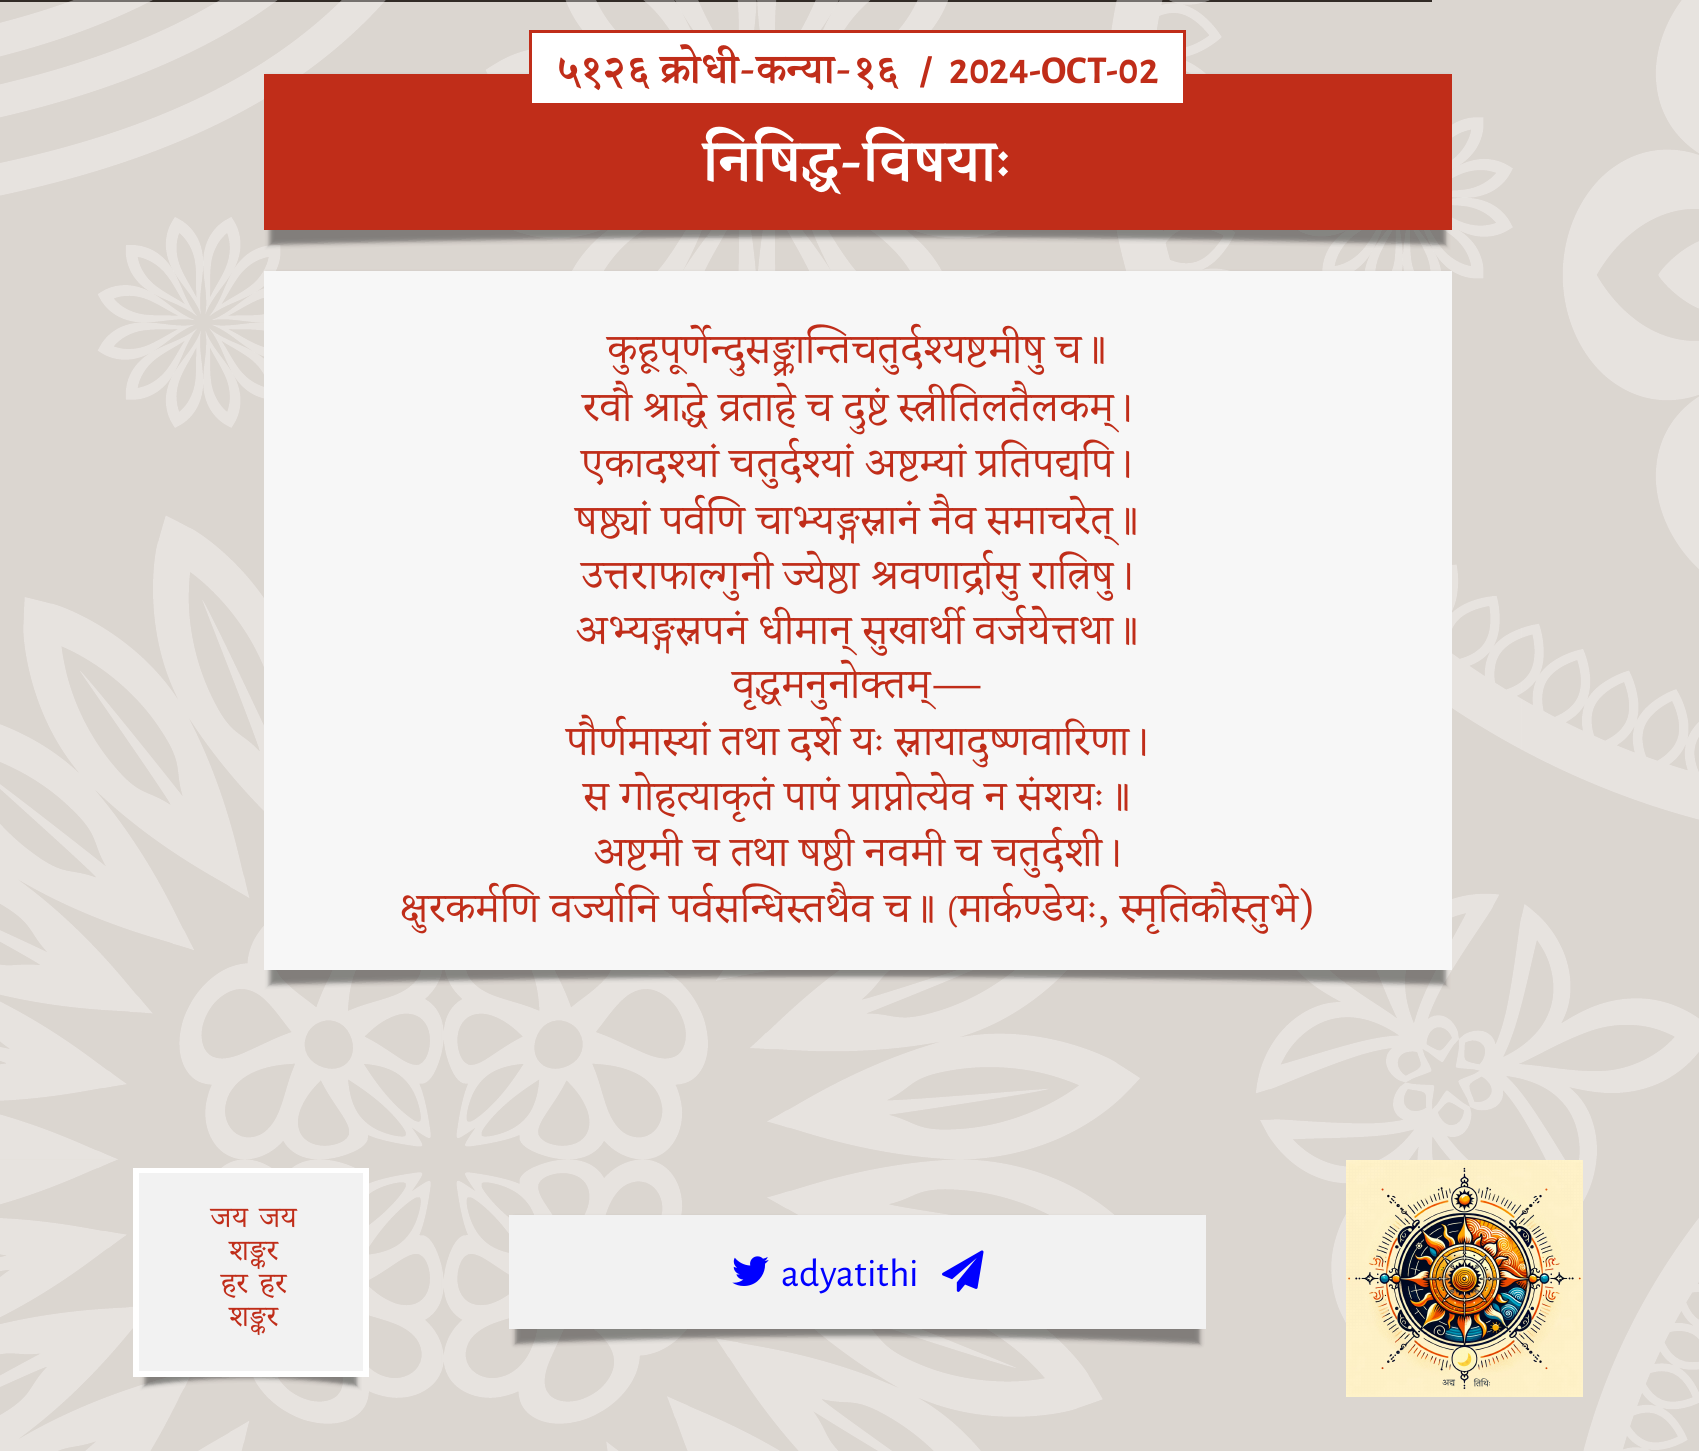 ५१२६ क्रोधी-कन्या-१६ / 2024-OCT-02
निषिद्ध-विषयाः
कुहूपूर्णेन्दुसङ्क्रान्तिचतुर्दश्यष्टमीषु च॥
रवौ श्राद्धे व्रताहे च दुष्टं स्त्रीतिलतैलकम्।
एकादश्यां चतुर्दश्यां अष्टम्यां प्रतिपद्यपि।
षष्ठ्यां पर्वणि चाभ्यङ्गस्नानं नैव समाचरेत्॥
उत्तराफाल्गुनी ज्येष्ठा श्रवणार्द्रासु रात्रिषु।
अभ्यङ्गस्नपनं धीमान् सुखार्थी वर्जयेत्तथा॥
वृद्धमनुनोक्तम्—
पौर्णमास्यां तथा दर्शे यः स्नायादुष्णवारिणा।
स गोहत्याकृतं पापं प्राप्नोत्येव न संशयः॥
अष्टमी च तथा षष्ठी नवमी च चतुर्दशी।
क्षुरकर्मणि वर्ज्यानि पर्वसन्धिस्तथैव च॥ (मार्कण्डेयः, स्मृतिकौस्तुभे)
जय जय
शङ्कर
हर हर
शङ्कर
adyatithi
अद्य तिथिः